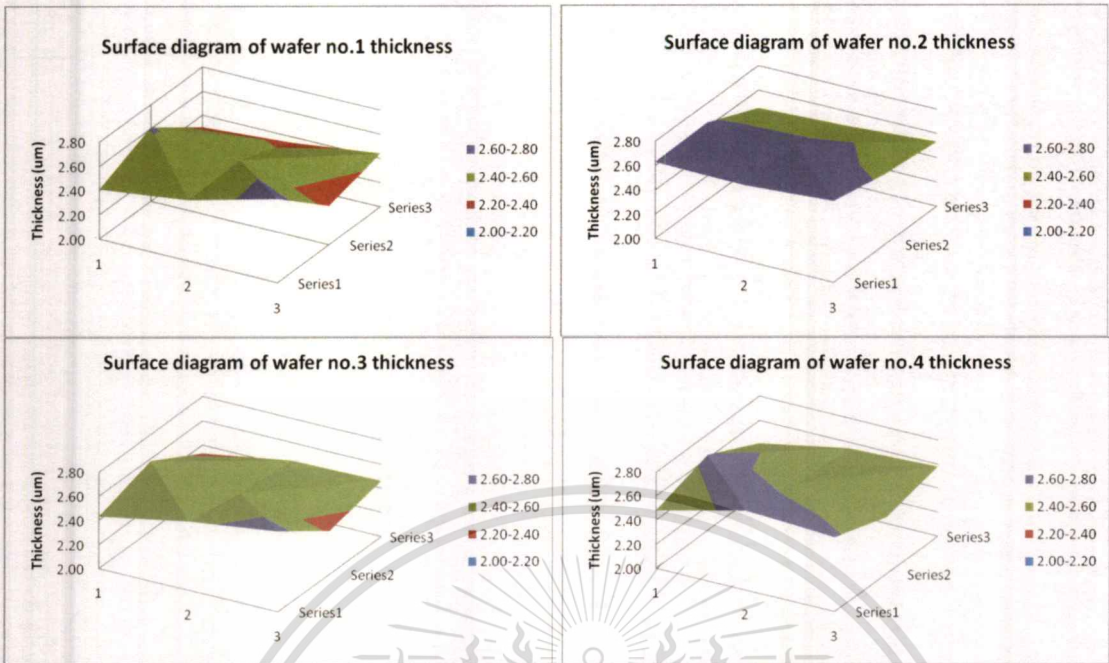 Surface diagram of wafer no.1 thickness
Thickness (um)
2.80
2.60
2.40
2.20
2.00
1
2
3
Series1
Series2
Series3
2.60-2.80
2.40-2.60
2.20-2.40
2.00-2.20
Surface diagram of wafer no.2 thickness
Thickness (um)
2.80
2.60
2.40
2.20
2.00
1
2
3
Series1
Series2
Series3
2.60-2.80
2.40-2.60
2.20-2.40
2.00-2.20
Surface diagram of wafer no.3 thickness
Thickness (um)
2.80
2.60
2.40
2.20
2.00
1
2
3
Series1
Series2
Series3
2.60-2.80
2.40-2.60
2.20-2.40
2.00-2.20
Surface diagram of wafer no.4 thickness
Thickness (um)
2.80
2.60
2.40
2.20
2.00
1
2
3
Series1
Series2
Series3
2.60-2.80
2.40-2.60
2.20-2.40
2.00-2.20